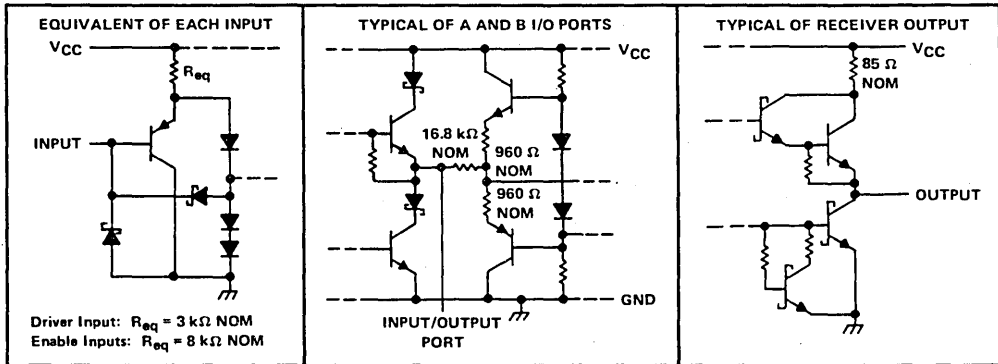 EQUIVALENT OF EACH INPUT
VCC
Req
INPUT
Driver Input: Req = 3 kΩ NOM
Enable Inputs: Req = 8 kΩ NOM
TYPICAL OF A AND B I/O PORTS
VCC
16.8 kΩ
NOM
960 Ω
NOM
960 Ω
NOM
GND
INPUT/OUTPUT
PORT
TYPICAL OF RECEIVER OUTPUT
VCC
85 Ω
NOM
OUTPUT